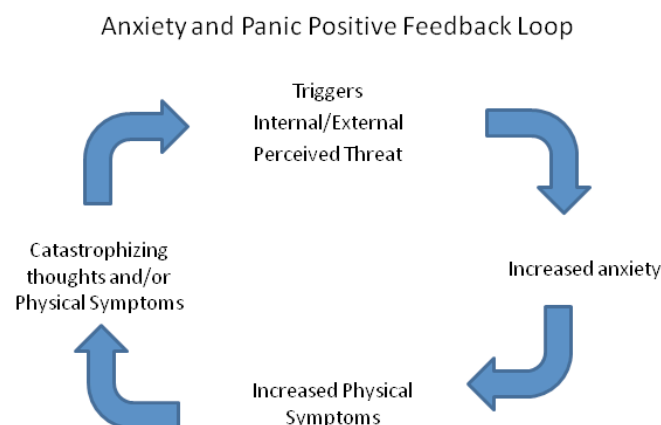 Anxiety and Panic Positive Feedback Loop
Triggers
Internal/External
Perceived Threat
Increased anxiety
Increased Physical
Symptoms
Catastrophizing
thoughts and/or
Physical Symptoms